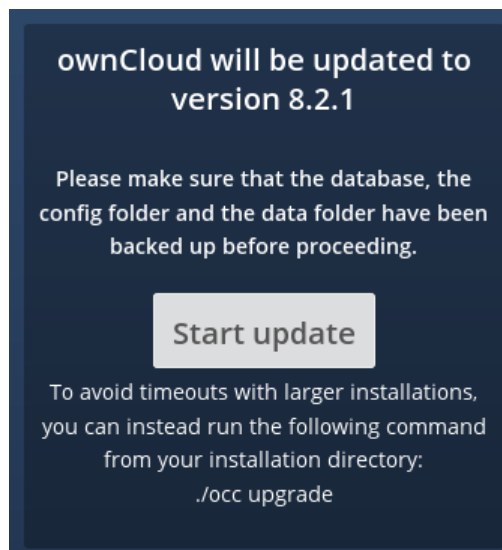 ownCloud will be updated to
version 8.2.1
Please make sure that the database, the
config folder and the data folder have been
backed up before proceeding.
Start update
To avoid timeouts with larger installations,
you can instead run the following command
from your installation directory:
./occ upgrade